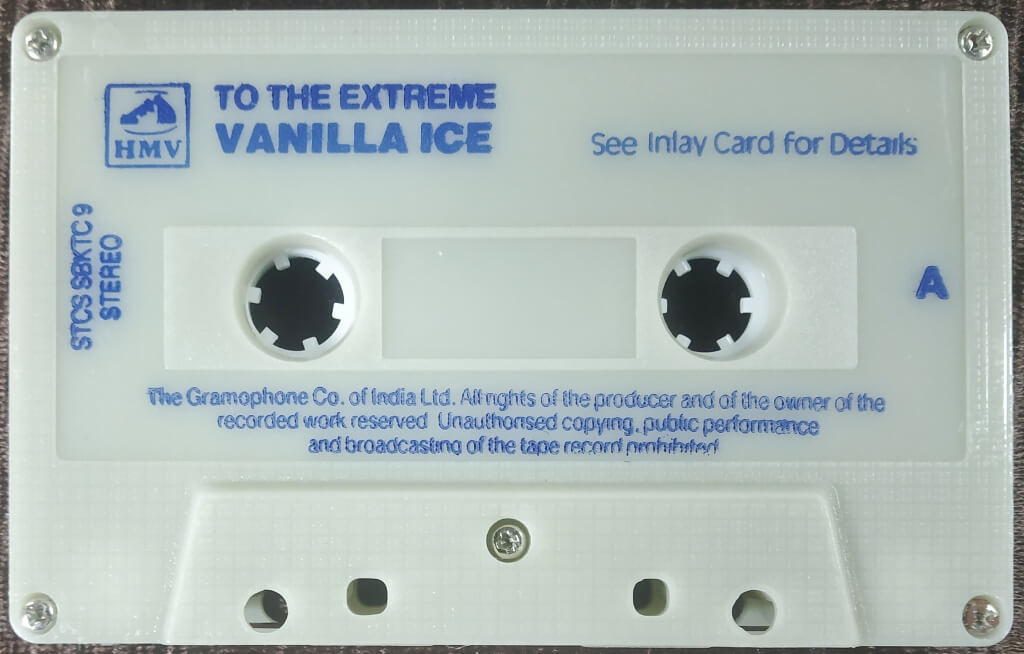 HMV
TO THE EXTREME
VANILLA ICE
See Inlay Card for Details
STCS SBKTC 9
STEREO
A
The Gramophone Co. of India Ltd. All rights of the producer and of the owner of the
recorded work reserved Unauthorised copying, public performance
and broadcasting of the tape record prohibited